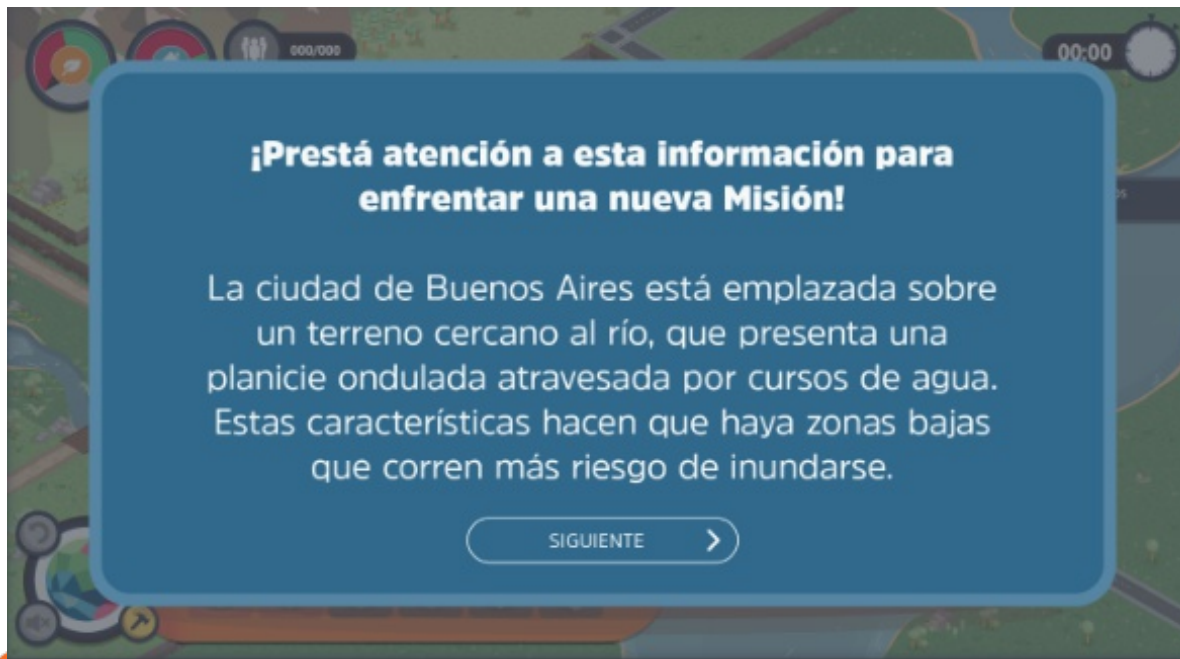 000/000
00:00
¡Prestá atención a esta información para
enfrentar una nueva Misión!
La ciudad de Buenos Aires está emplazada sobre
un terreno cercano al río, que presenta una
planicie ondulada atravesada por cursos de agua.
Estas características hacen que haya zonas bajas
que corren más riesgo de inundarse.
SIGUIENTE